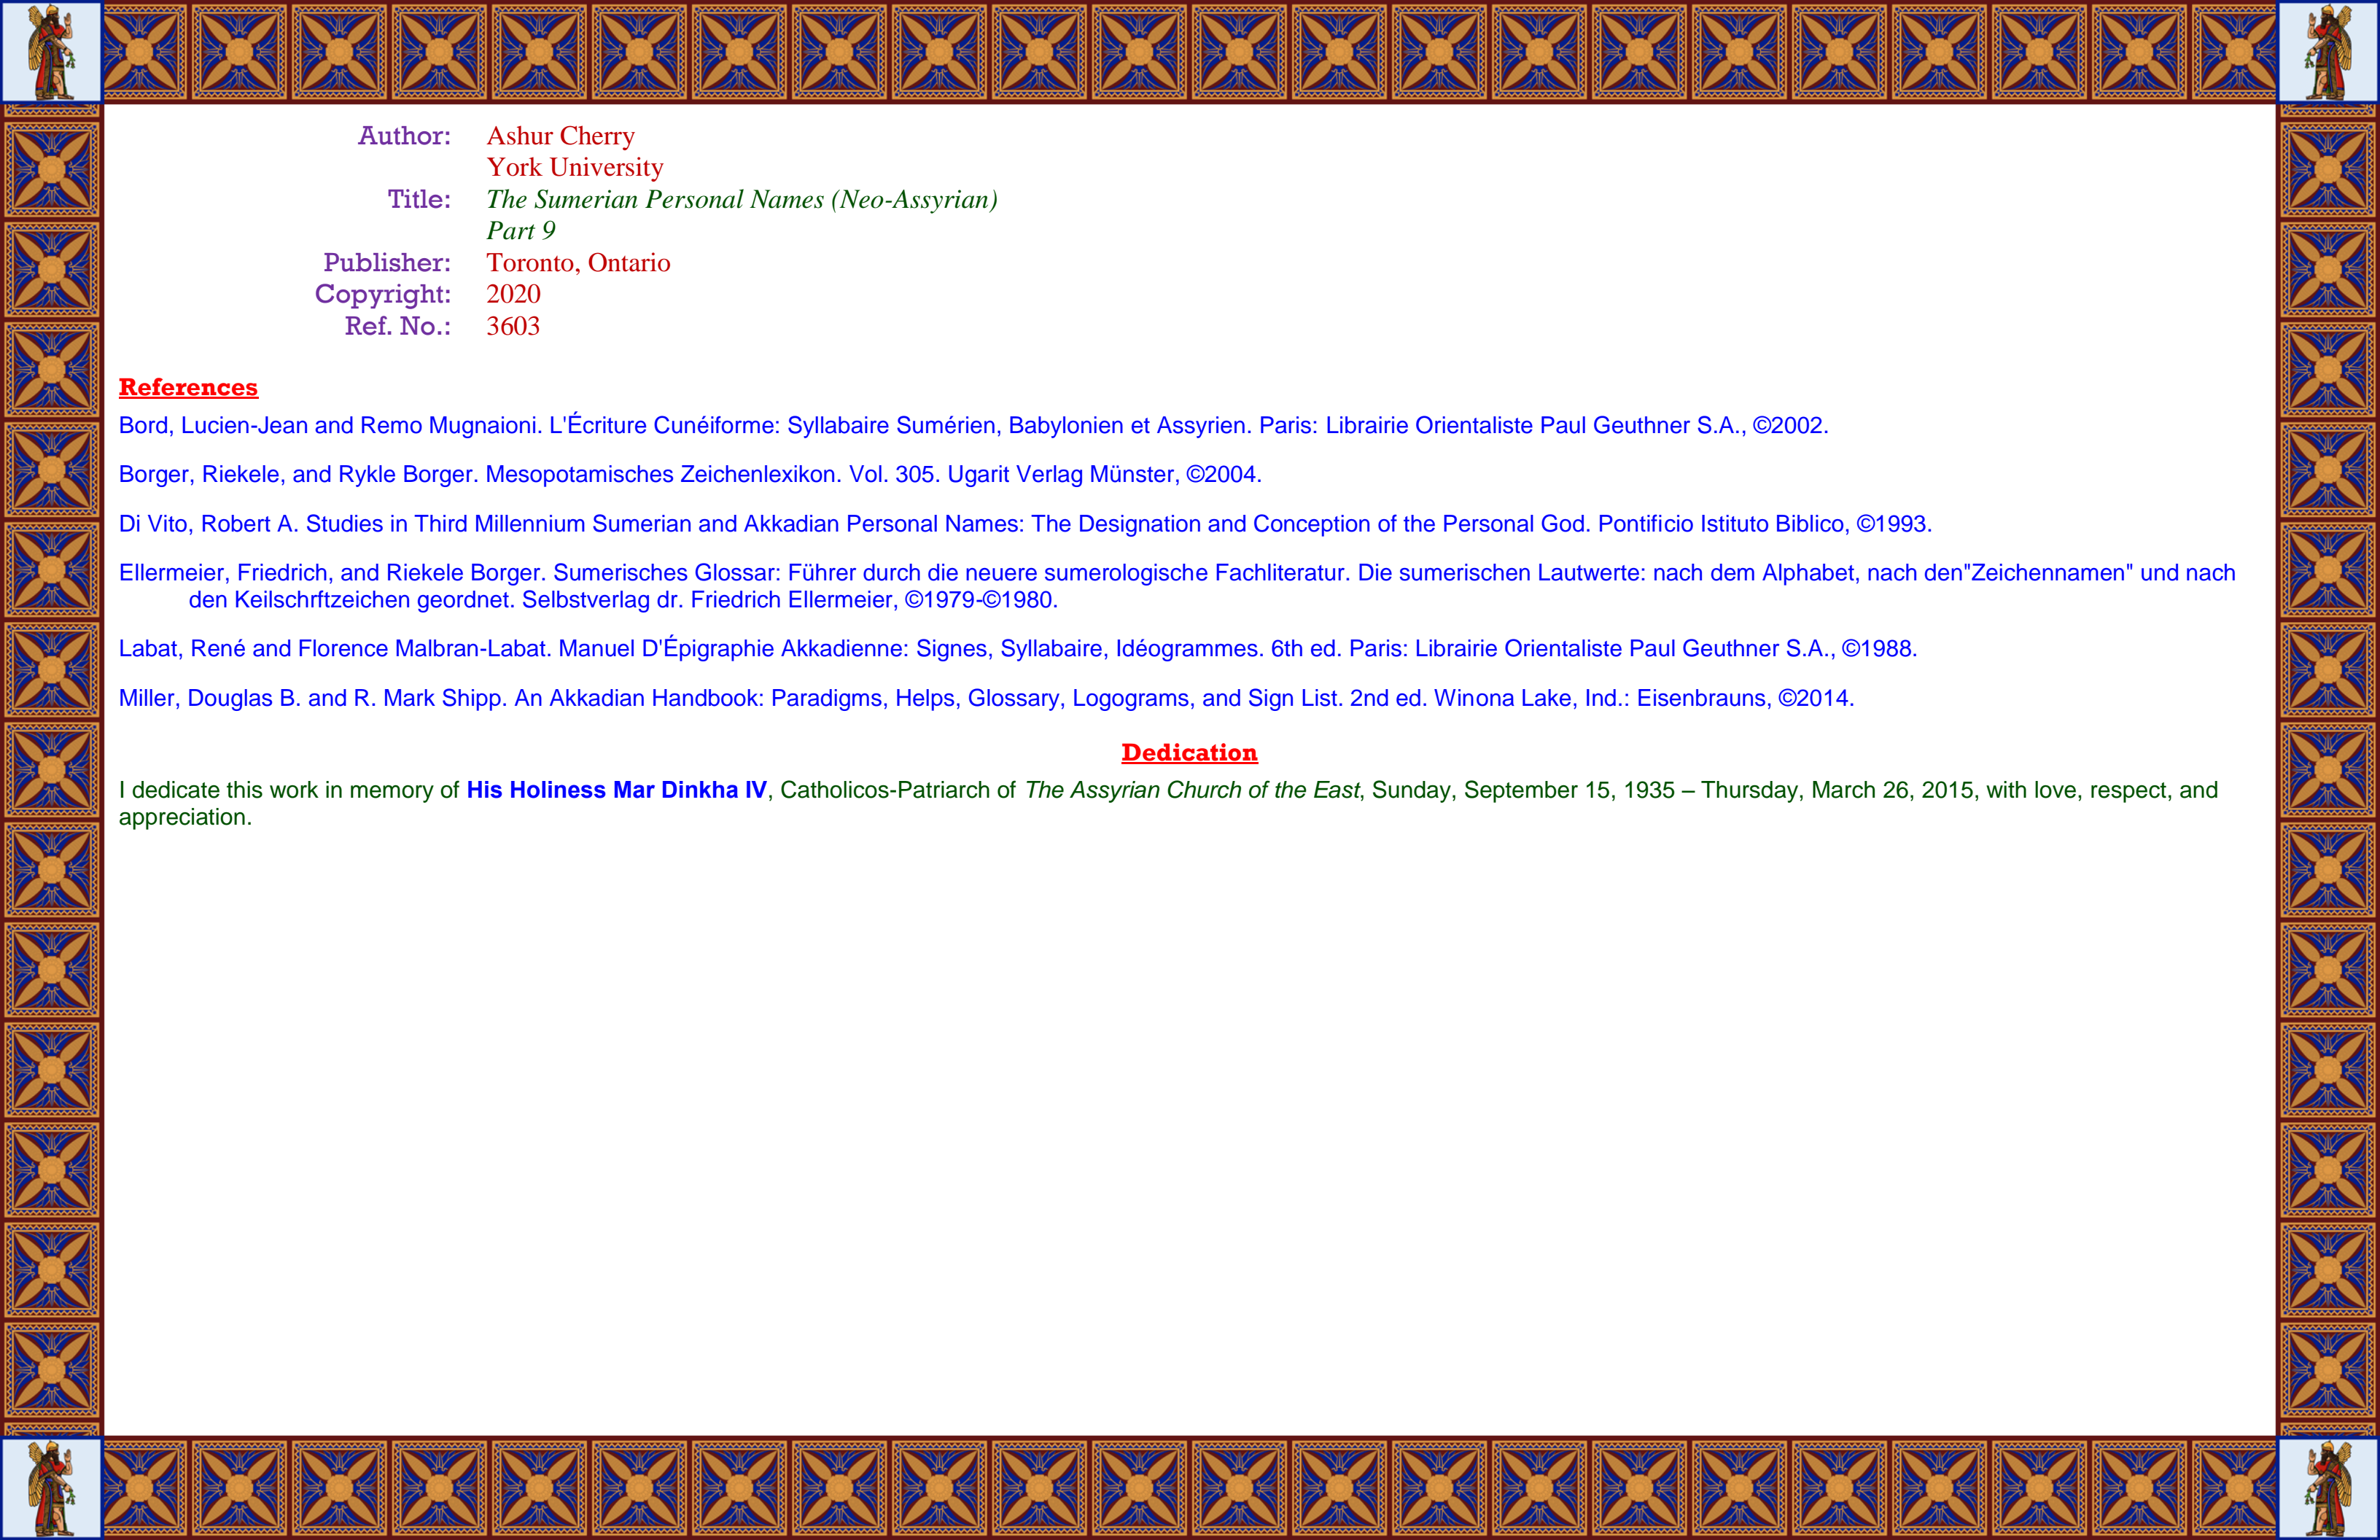 Author: Ashur Cherry
York University
Title: The Sumerian Personal Names (Neo-Assyrian)
Part 9
Publisher: Toronto, Ontario
Copyright: 2020
Ref. No.: 3603
References
Bord, Lucien-Jean and Remo Mugnaioni. L'Écriture Cunéiforme: Syllabaire Sumérien, Babylonien et Assyrien. Paris: Librairie Orientaliste Paul Geuthner S.A., ©2002.
Borger, Riekele, and Rykle Borger. Mesopotamisches Zeichenlexikon. Vol. 305. Ugarit Verlag Münster, ©2004.
Di Vito, Robert A. Studies in Third Millennium Sumerian and Akkadian Personal Names: The Designation and Conception of the Personal God. Pontificio Istituto Biblico, ©1993.
Ellermeier, Friedrich, and Riekele Borger. Sumerisches Glossar: Führer durch die neuere sumerologische Fachliteratur. Die sumerischen Lautwerte: nach dem Alphabet, nach den"Zeichennamen" und nach
den Keilschrftzeichen geordnet. Selbstverlag dr. Friedrich Ellermeier, ©1979-©1980.
Labat, René and Florence Malbran-Labat. Manuel D'Épigraphie Akkadienne: Signes, Syllabaire, Idéogrammes. 6th ed. Paris: Librairie Orientaliste Paul Geuthner S.A., ©1988.
Miller, Douglas B. and R. Mark Shipp. An Akkadian Handbook: Paradigms, Helps, Glossary, Logograms, and Sign List. 2nd ed. Winona Lake, Ind.: Eisenbrauns, ©2014.
Dedication
I dedicate this work in memory of His Holiness Mar Dinkha IV, Catholicos-Patriarch of The Assyrian Church of the East, Sunday, September 15, 1935 – Thursday, March 26, 2015, with love, respect, and
appreciation.